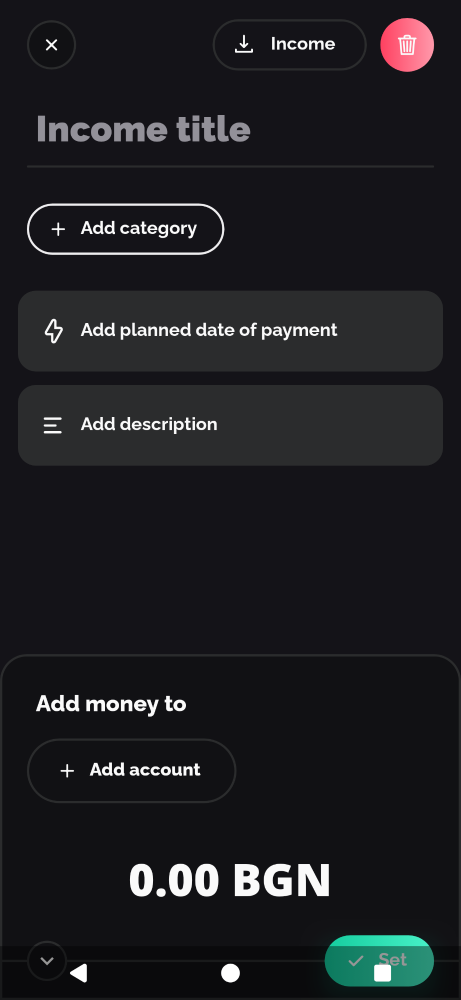 Income
Income title
Add category
Add planned date of payment
Add description
Add money to
Add account
0.00 BGN
Set